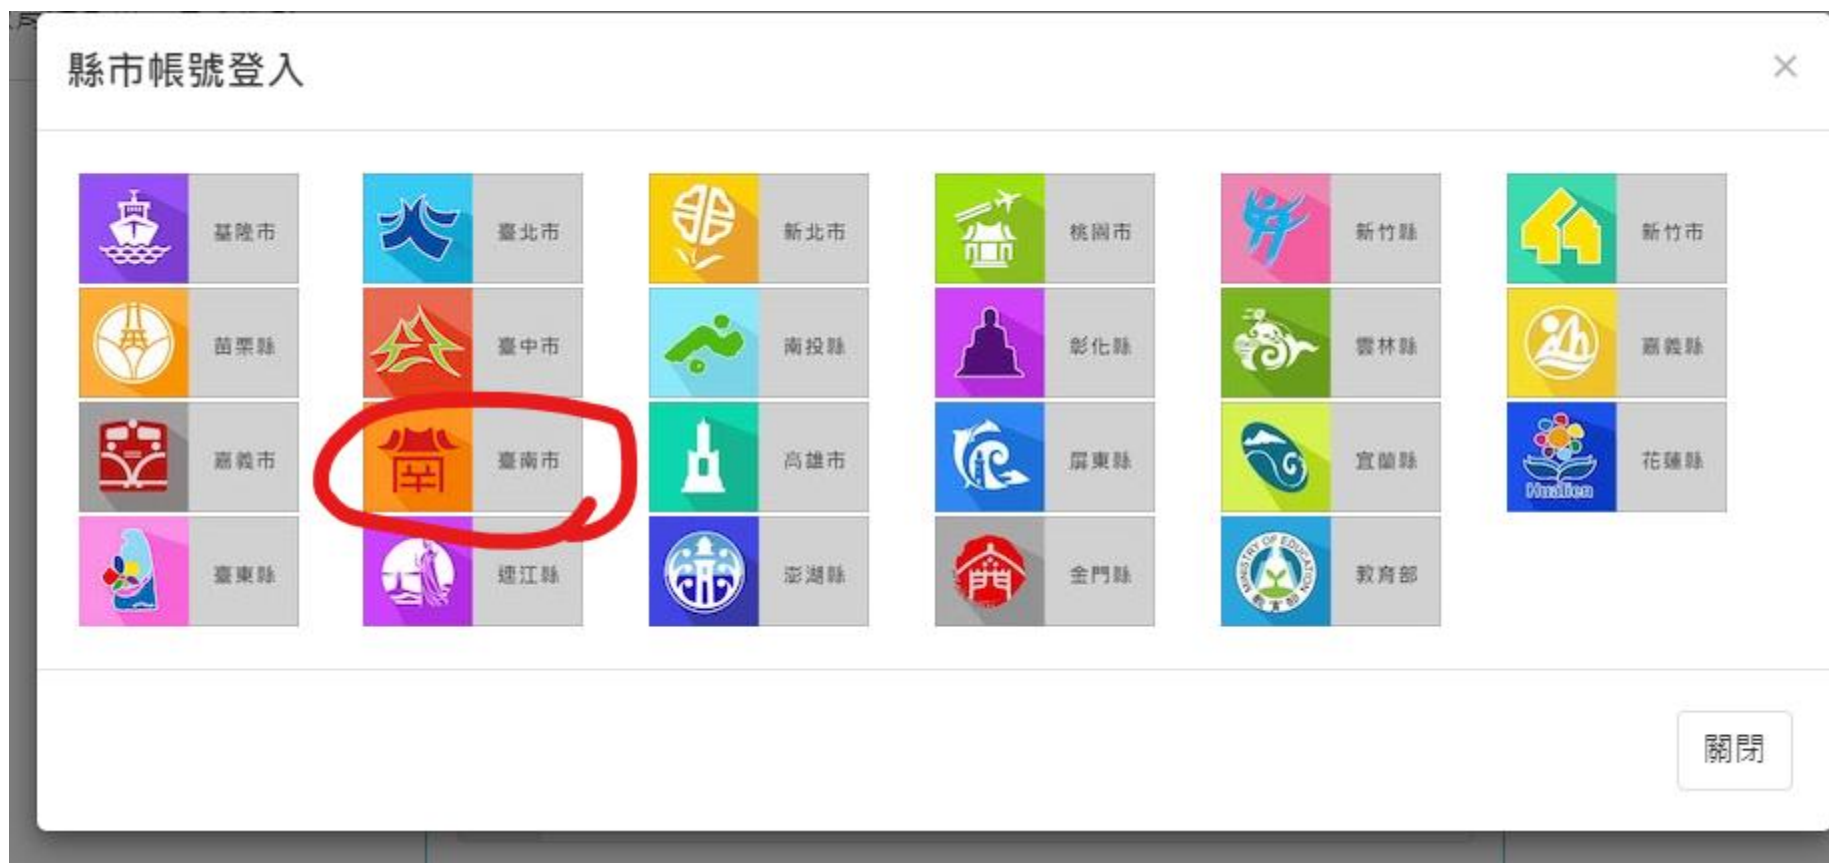 縣市帳號登入
×
基隆市 臺北市 新北市 桃園市 新竹縣 新竹市
苗栗縣 臺中市 南投縣 彰化縣 雲林縣 嘉義縣
嘉義市 臺南市 高雄市 屏東縣 宜蘭縣 Hualien 花蓮縣
臺東縣 連江縣 澎湖縣 金門縣 MINISTRY OF EDUCATION 教育部 教育部
關閉